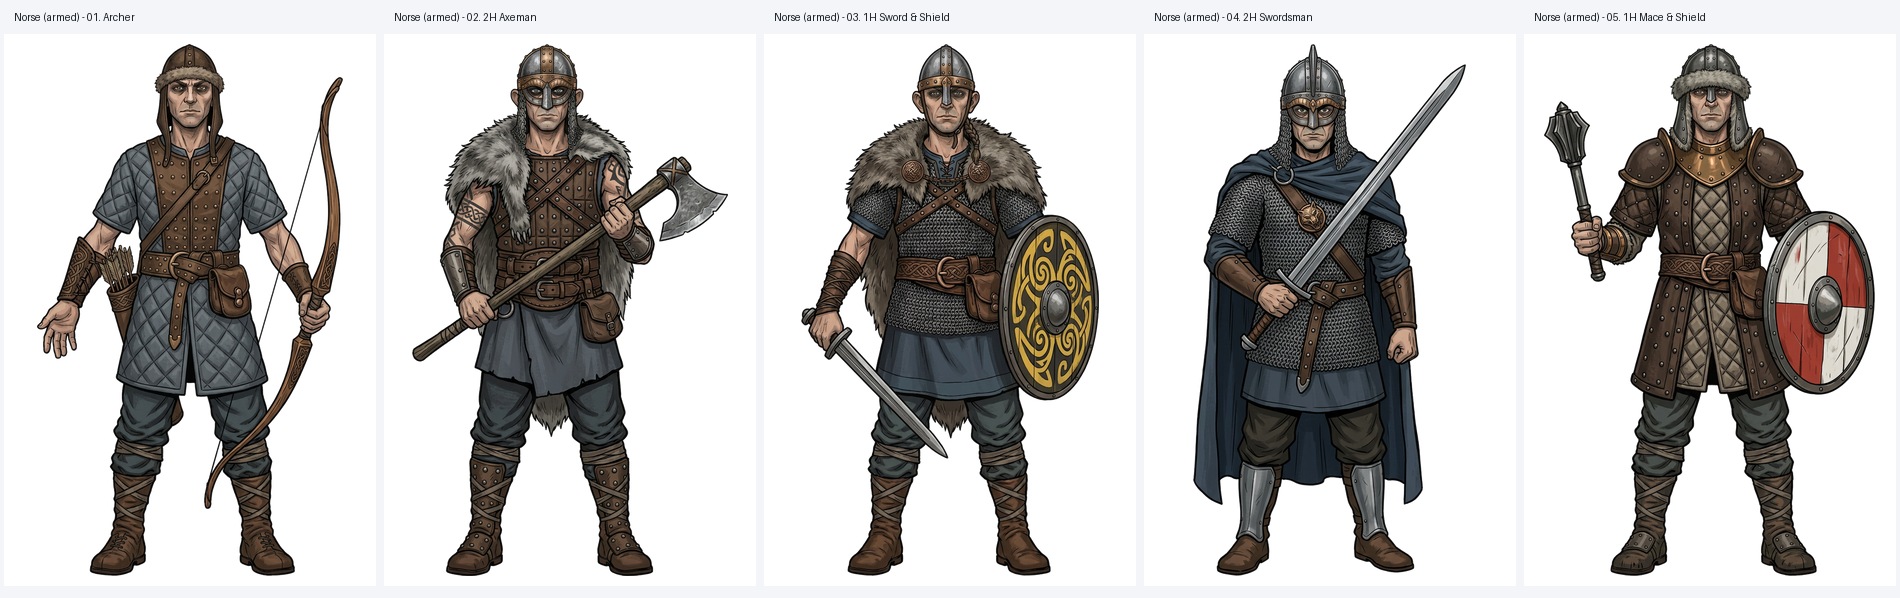 Norse (armed) - 01. Archer
Norse (armed) - 02. 2H Axeman
Norse (armed) - 03. 1H Sword & Shield
Norse (armed) - 04. 2H Swordsman
Norse (armed) - 05. 1H Mace & Shield